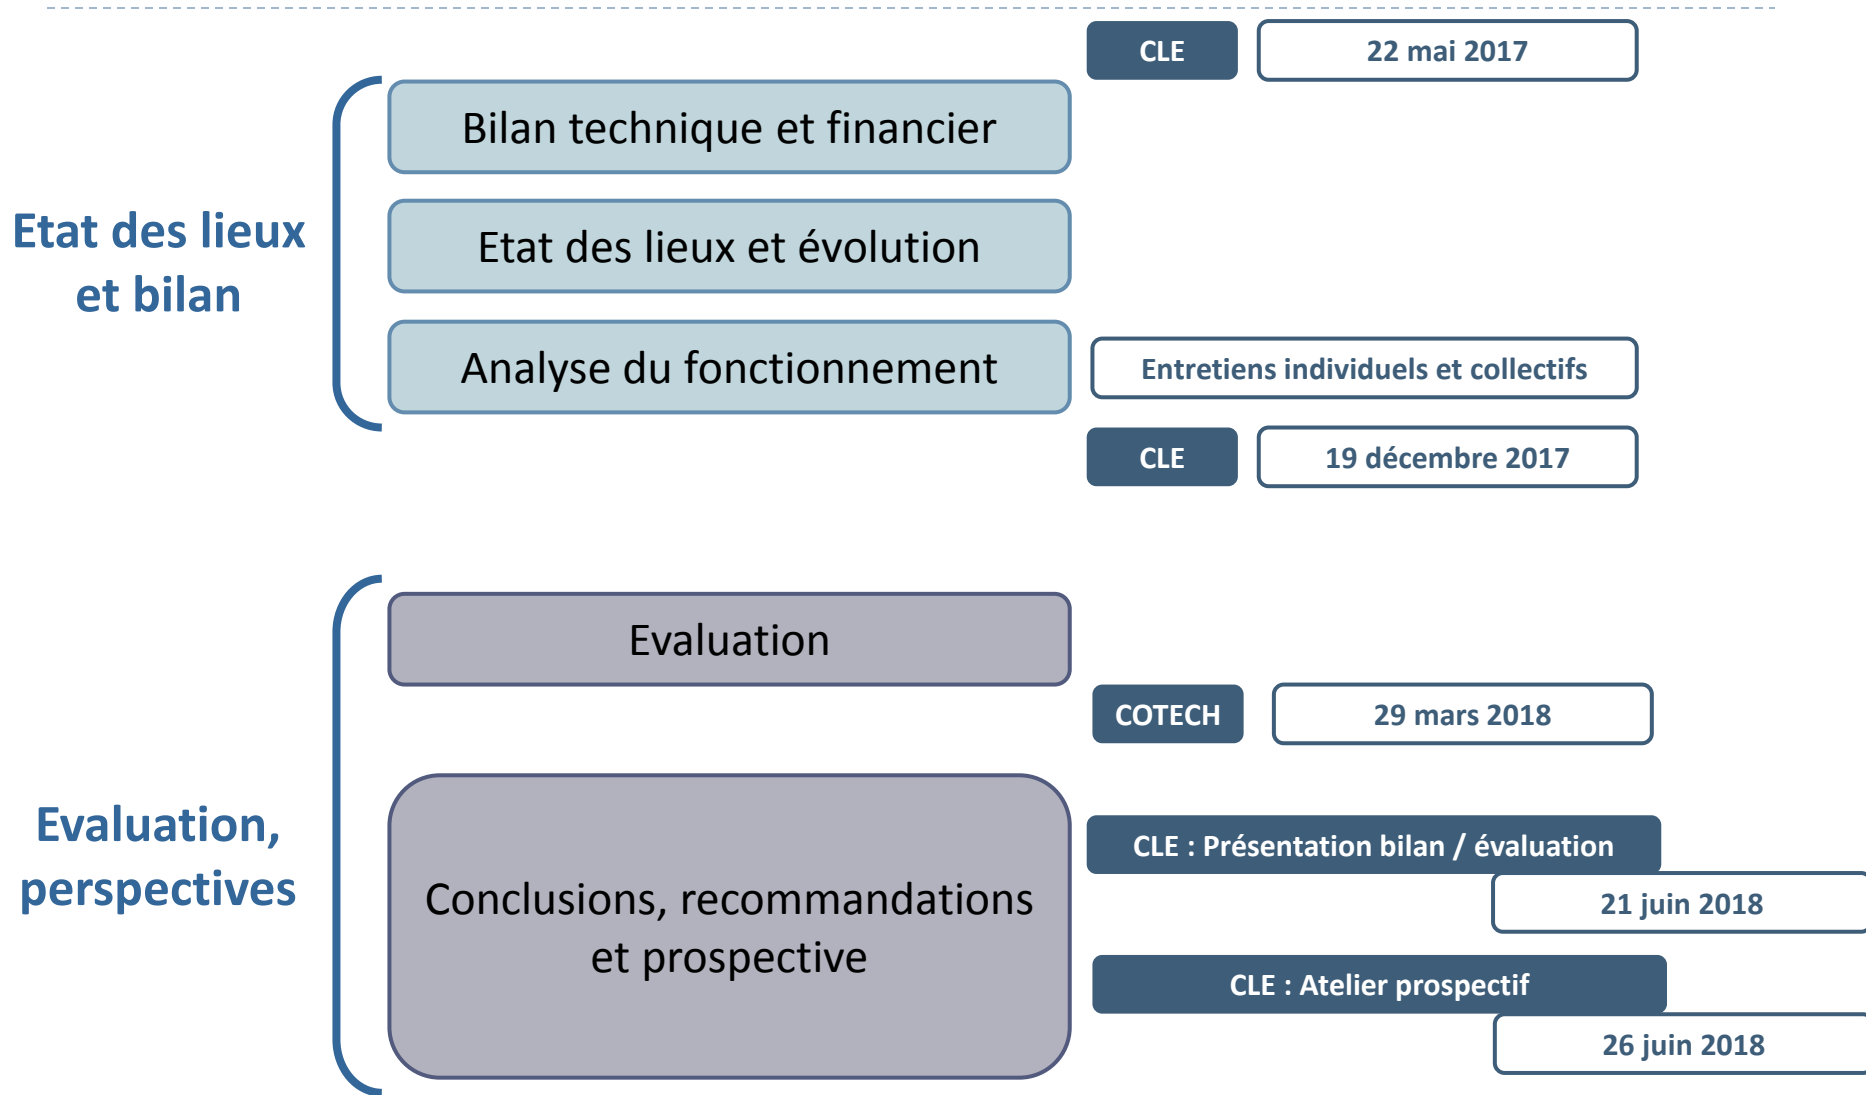 CLE
22 mai 2017
Bilan technique et financier
Etat des lieux
et bilan
Etat des lieux et évolution
Analyse du fonctionnement
Entretiens individuels et collectifs
CLE
19 décembre 2017
Evaluation
COTECH
29 mars 2018
Evaluation,
perspectives
Conclusions, recommandations
et prospective
CLE : Présentation bilan / évaluation
21 juin 2018
CLE : Atelier prospectif
26 juin 2018